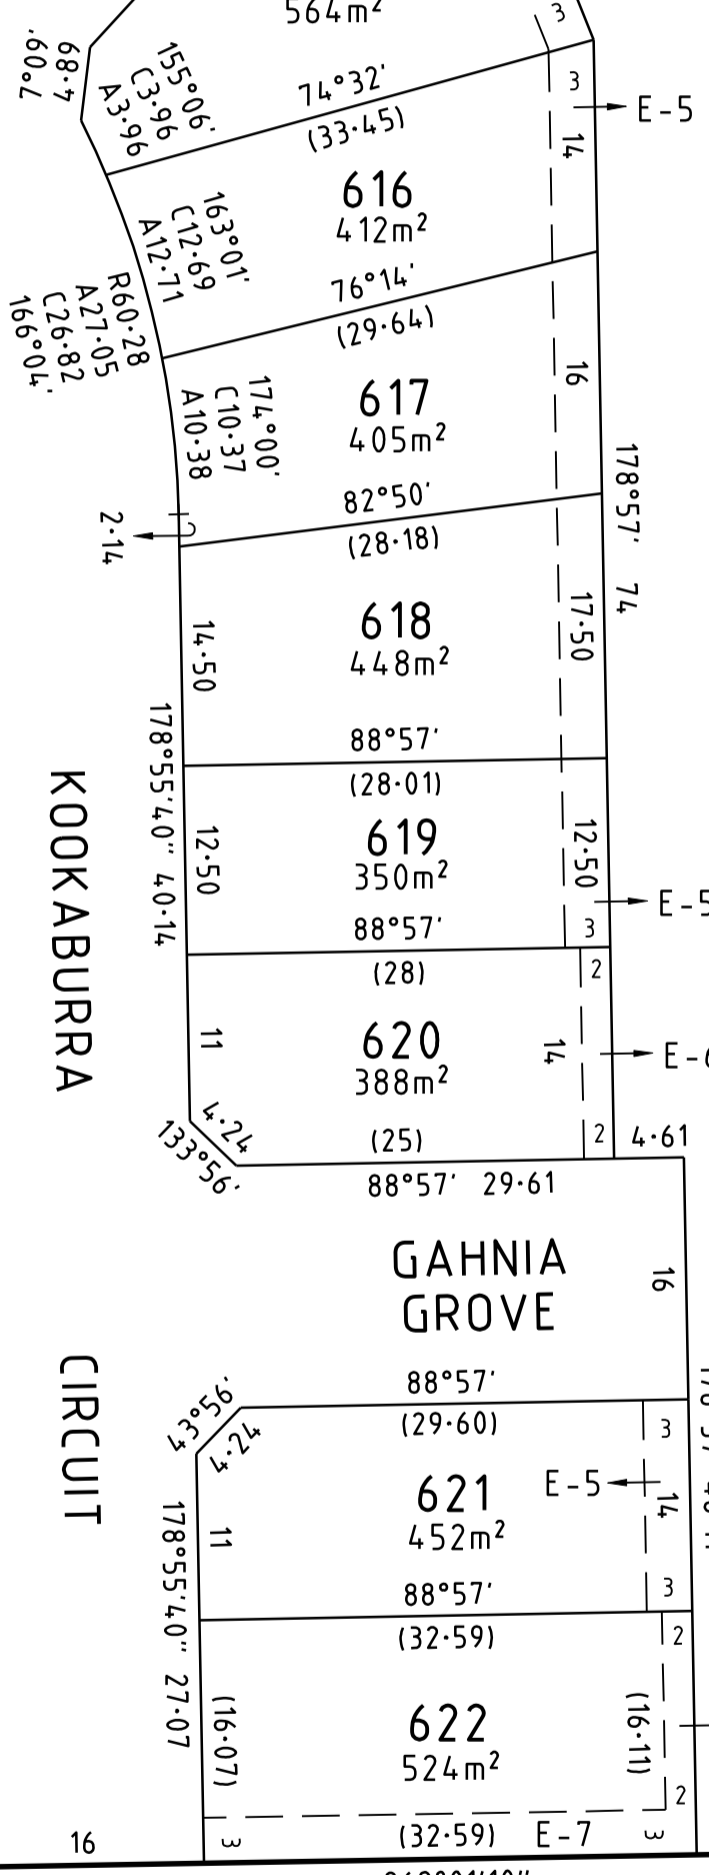 564m²
3
7°09'
4·68
155°06'
C3·96
A3·96
74°32'
(33·45)
3
E-5
14
616
412m²
163°01'
C12·69
A12·71
R60·28
A27·05
C26·82
166°04'
76°14'
(29·64)
16
617
405m²
174°00'
C10·37
A10·38
82°50'
(28·18)
178°57' 74
2·14
618
448m²
14·50
17·50
88°57'
(28·01)
178°55'40" 40·14
619
350m²
12·50
12·50
E-5
88°57'
3
(28)
2
KOOKABURRA
620
388m²
11
14
4·24
133°56'
(25)
2
4·61
88°57' 29·61
GAHNIA
GROVE
16
CIRCUIT
88°57'
43°56'
4·24
(29·60)
3
621
452m²
E-5
14
11
88°57'
3
178°55'40" 27·07
(32·59)
2
622
524m²
(16·07)
(16·11)
2
16
3
(32·59)
E-7
3